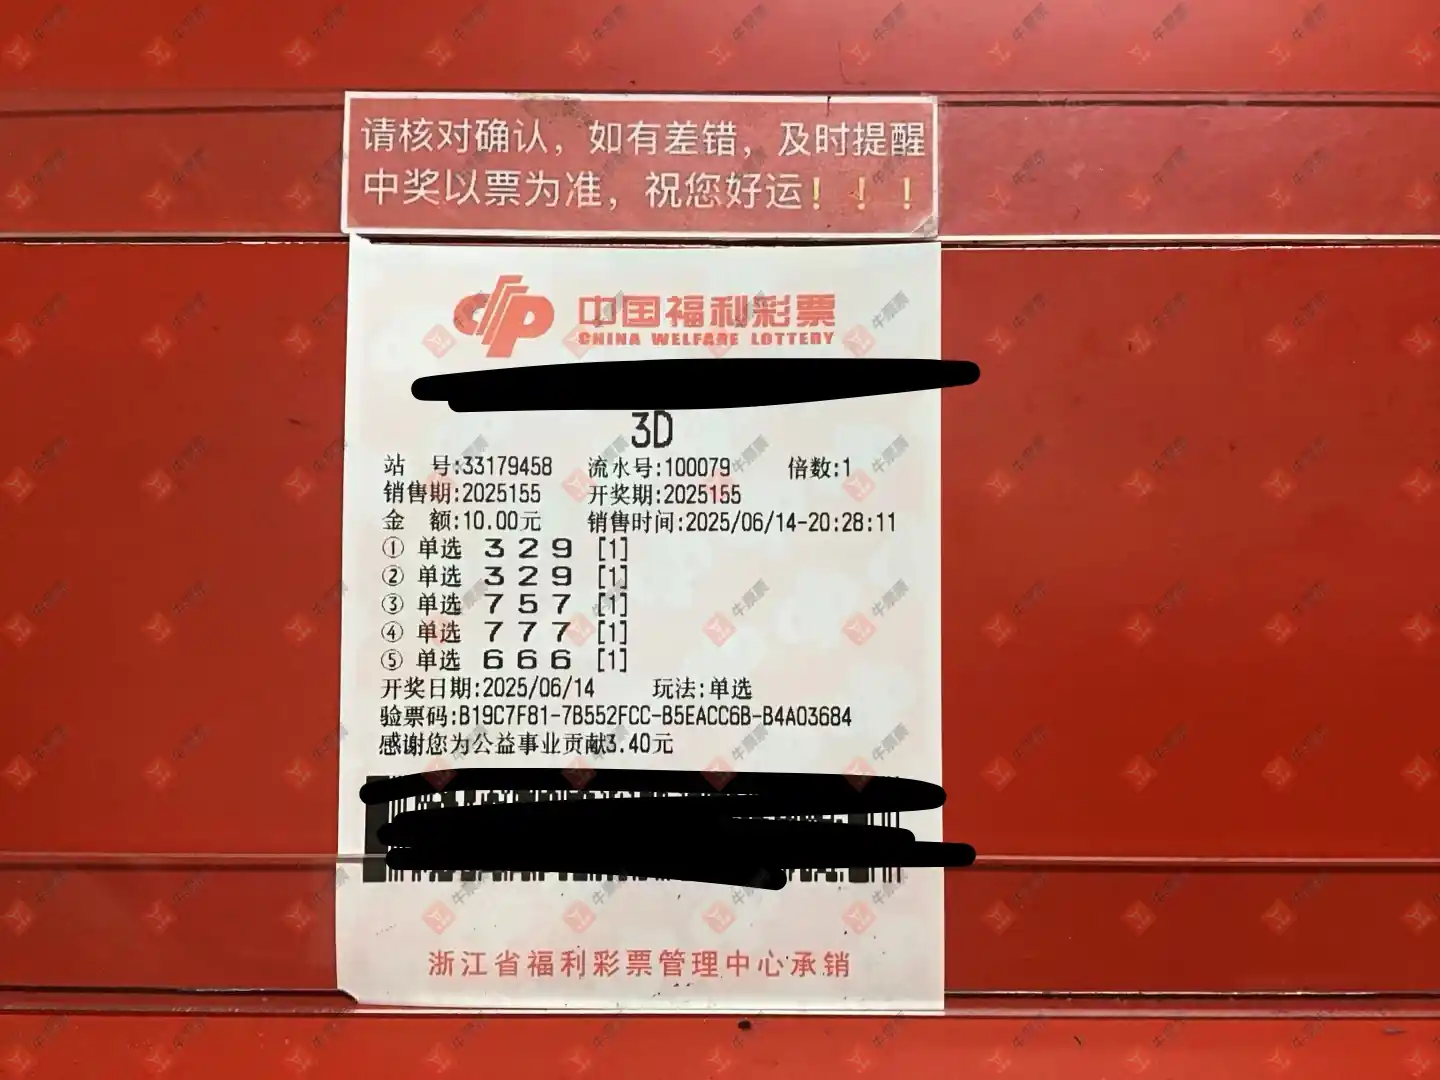 请核对确认，如有差错，及时提醒
中奖以票为准，祝您好运！！！
中国福利彩票
CHINA WELFARE LOTTERY
3D
站 号:33179458 流水号:100079 倍数:1
销售期:2025155 开奖期:2025155
金 额:10.00元 销售时间:2025/06/14-20:28:11
① 单选 3 2 9 [1]
② 单选 3 2 9 [1]
③ 单选 7 5 7 [1]
④ 单选 7 7 7 [1]
⑤ 单选 6 6 6 [1]
开奖日期:2025/06/14 玩法:单选
验票码:B19C7F81-7B552FCC-B5EACC6B-B4A03684
感谢您为公益事业贡献3.40元
浙江省福利彩票管理中心承销